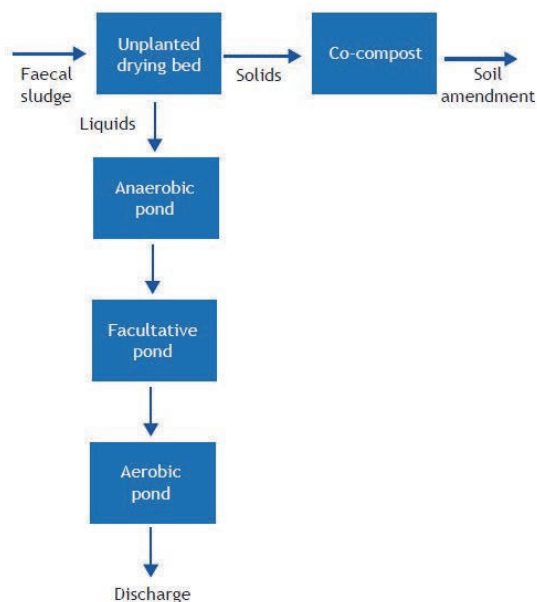 Unplanted
drying bed
Co-compost
Faecal
sludge
Solids
Soil
amendment
Liquids
Anaerobic
pond
Facultative
pond
Aerobic
pond
Discharge